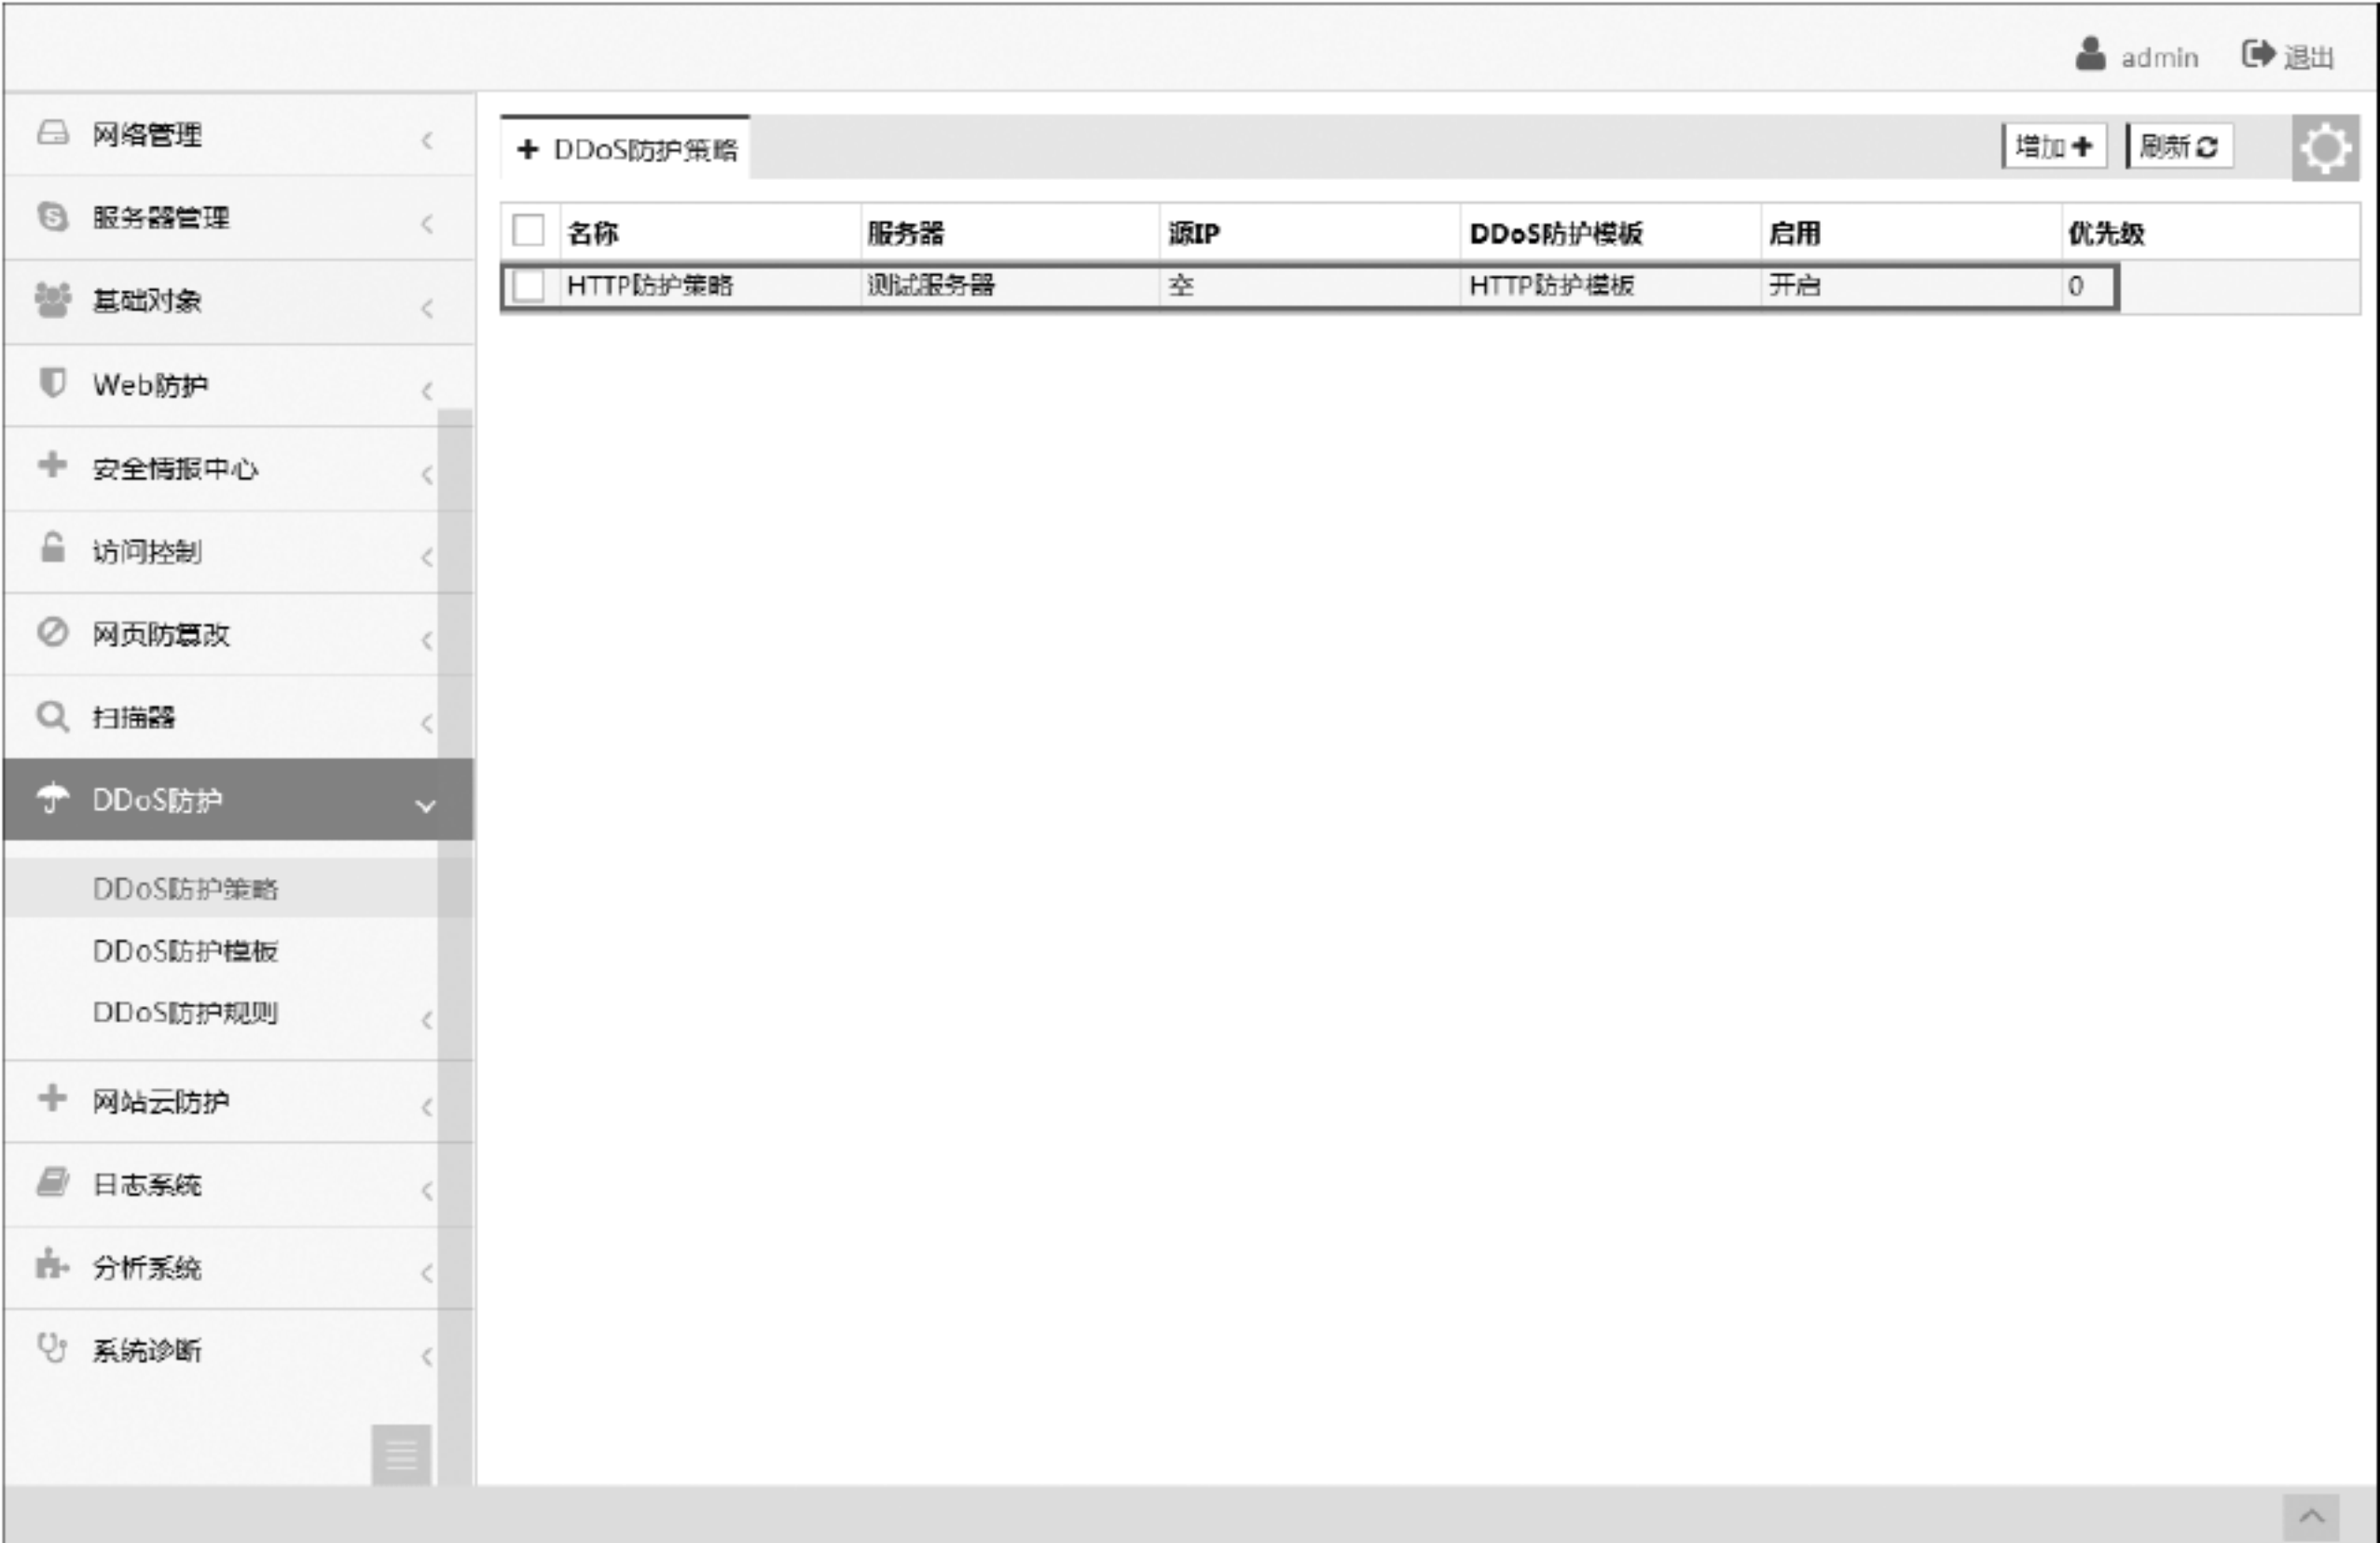 admin 退出
网络管理
服务器管理
基础对象
Web防护
安全情报中心
访问控制
网页防篡改
扫描器
DDoS防护
DDoS防护策略
DDoS防护模板
DDoS防护规则
网站云防护
日志系统
分析系统
系统诊断
DDoS防护策略 增加 刷新
名称 服务器 源IP DDoS防护模板 启用 优先级
HTTP防护策略 测试服务器 空 HTTP防护模板 开启 0